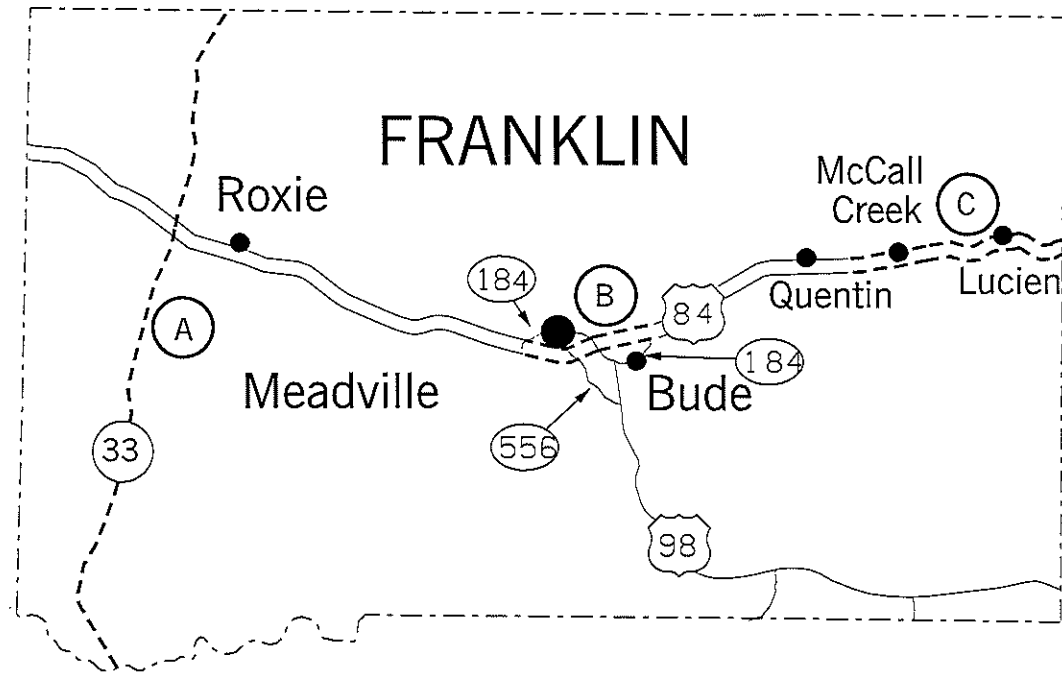 FRANKLIN
McCall
Creek
C
Roxie
184
B
Quentin
Lucien
84
A
Meadville
184
Bude
33
556
98